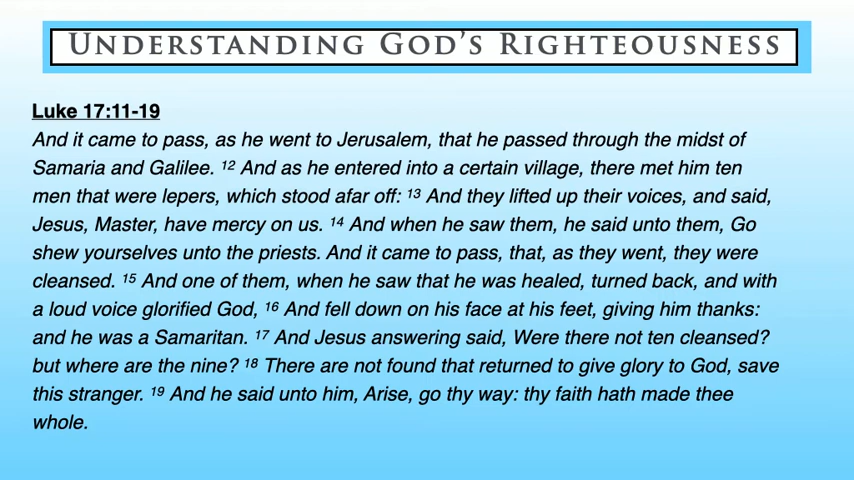 UNDERSTANDING GOD'S RIGHTEOUSNESS
Luke 17:11-19
And it came to pass, as he went to Jerusalem, that he passed through the midst of
Samaria and Galilee. 12 And as he entered into a certain village, there met him ten
men that were lepers, which stood afar off: 13 And they lifted up their voices, and said,
Jesus, Master, have mercy on us. 14 And when he saw them, he said unto them, Go
shew yourselves unto the priests. And it came to pass, that, as they went, they were
cleansed. 15 And one of them, when he saw that he was healed, turned back, and with
a loud voice glorified God, 16 And fell down on his face at his feet, giving him thanks:
and he was a Samaritan. 17 And Jesus answering said, Were there not ten cleansed?
but where are the nine? 18 There are not found that returned to give glory to God, save
this stranger. 19 And he said unto him, Arise, go thy way: thy faith hath made thee
whole.